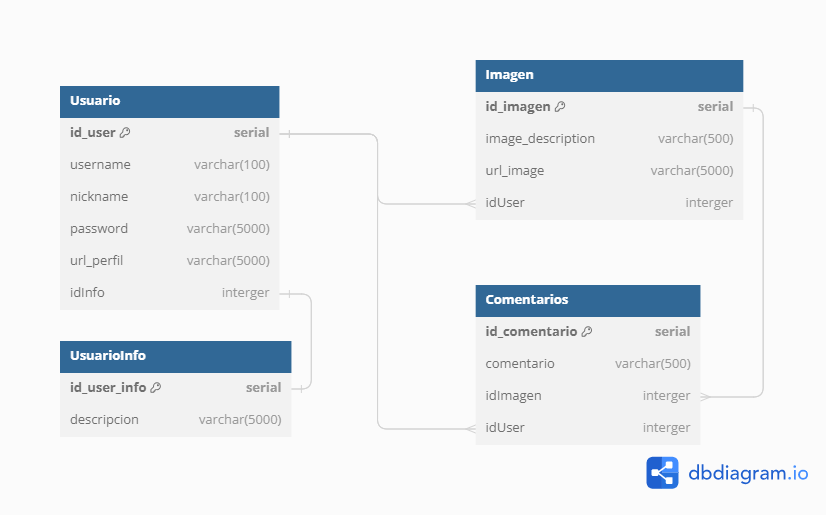 Usuario
id_user serial
username varchar(100)
nickname varchar(100)
password varchar(5000)
url_perfil varchar(5000)
idInfo interger
UsuarioInfo
id_user_info serial
descripcion varchar(5000)
Imagen
id_imagen serial
image_description varchar(500)
url_image varchar(5000)
idUser interger
Comentarios
id_comentario serial
comentario varchar(500)
idImagen interger
idUser interger
dbdiagram.io